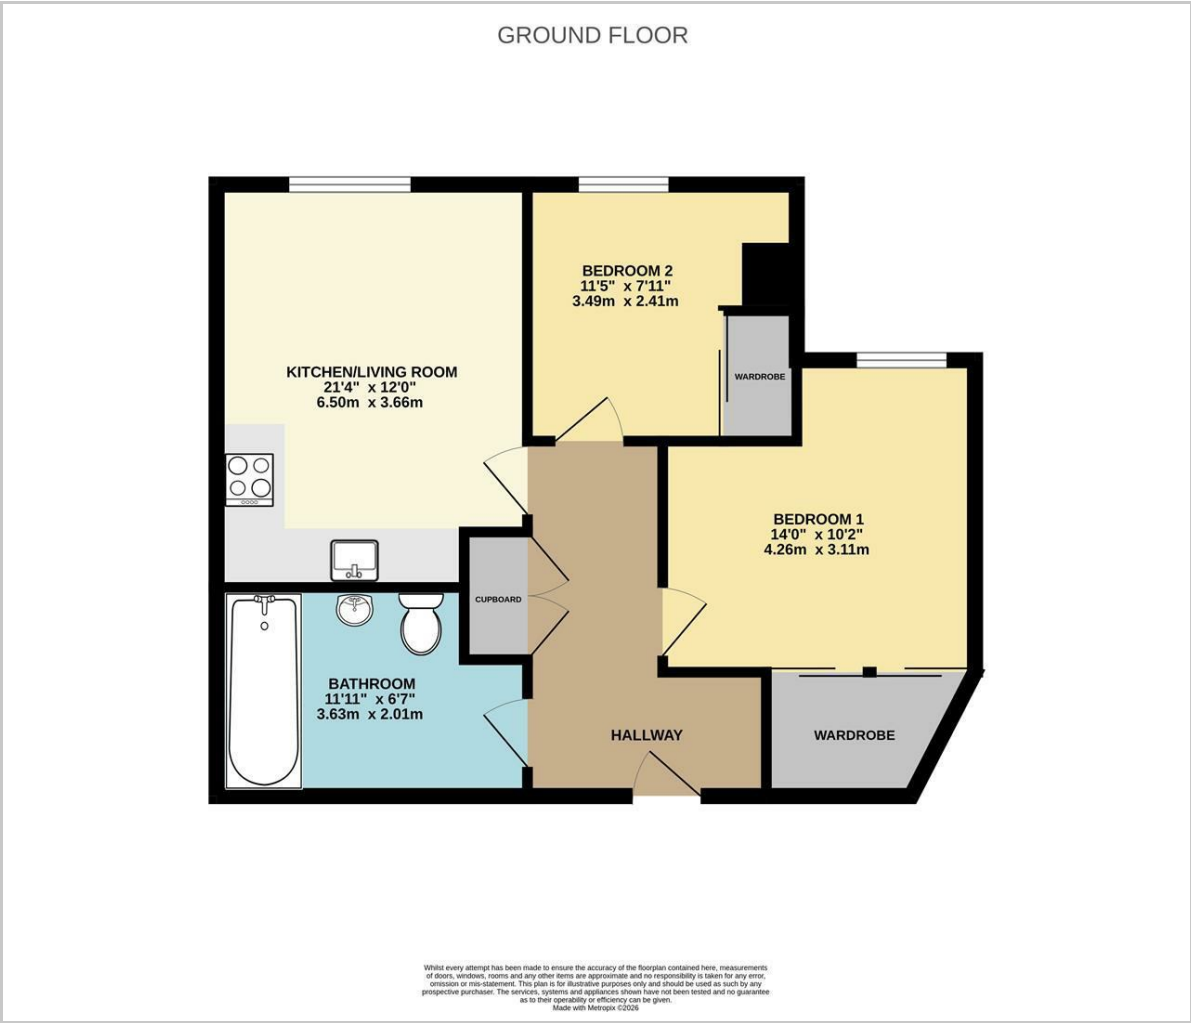 GROUND FLOOR
BEDROOM 2
11'5" x 7'11"
3.49m x 2.41m
KITCHEN/LIVING ROOM
21'4" x 12'0"
6.50m x 3.66m
WARDROBE
BEDROOM 1
14'0" x 10'2"
4.26m x 3.11m
CUPBOARD
BATHROOM
11'11" x 6'7"
3.63m x 2.01m
HALLWAY
WARDROBE
Whilst every attempt has been made to ensure the accuracy of the floorplan contained here, measurements
of doors, windows, rooms and any other items are approximate and no responsibility is taken for any error,
omission or mis-statement. This plan is for illustrative purposes only and should be used as such by any
prospective purchaser. The services, systems and appliances shown have not been tested and no guarantee
as to their operability or efficiency can be given.
Made with Metropix ©2026